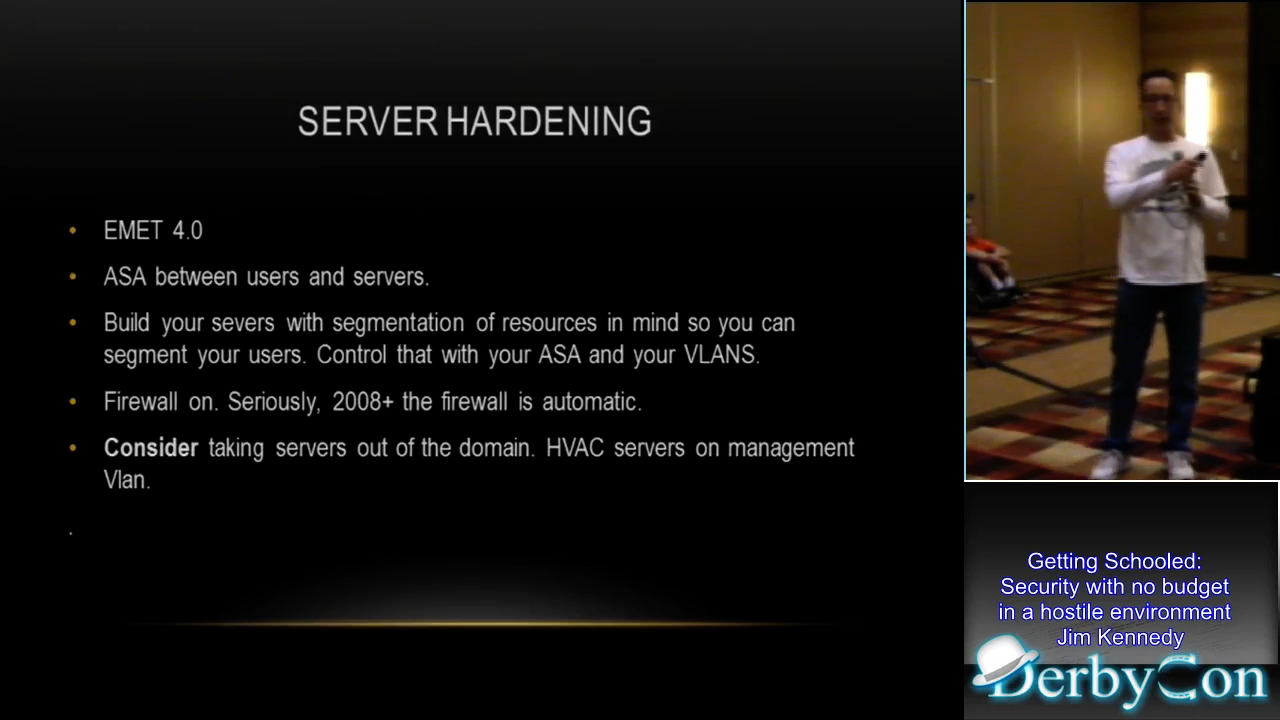 SERVER HARDENING
• EMET 4.0
• ASA between users and servers.
• Build your severs with segmentation of resources in mind so you can
segment your users. Control that with your ASA and your VLANS.
• Firewall on. Seriously, 2008+ the firewall is automatic.
• Consider taking servers out of the domain. HVAC servers on management
Vlan.
.
Getting Schooled:
Security with no budget
in a hostile environment
Jim Kennedy
DerbyCon